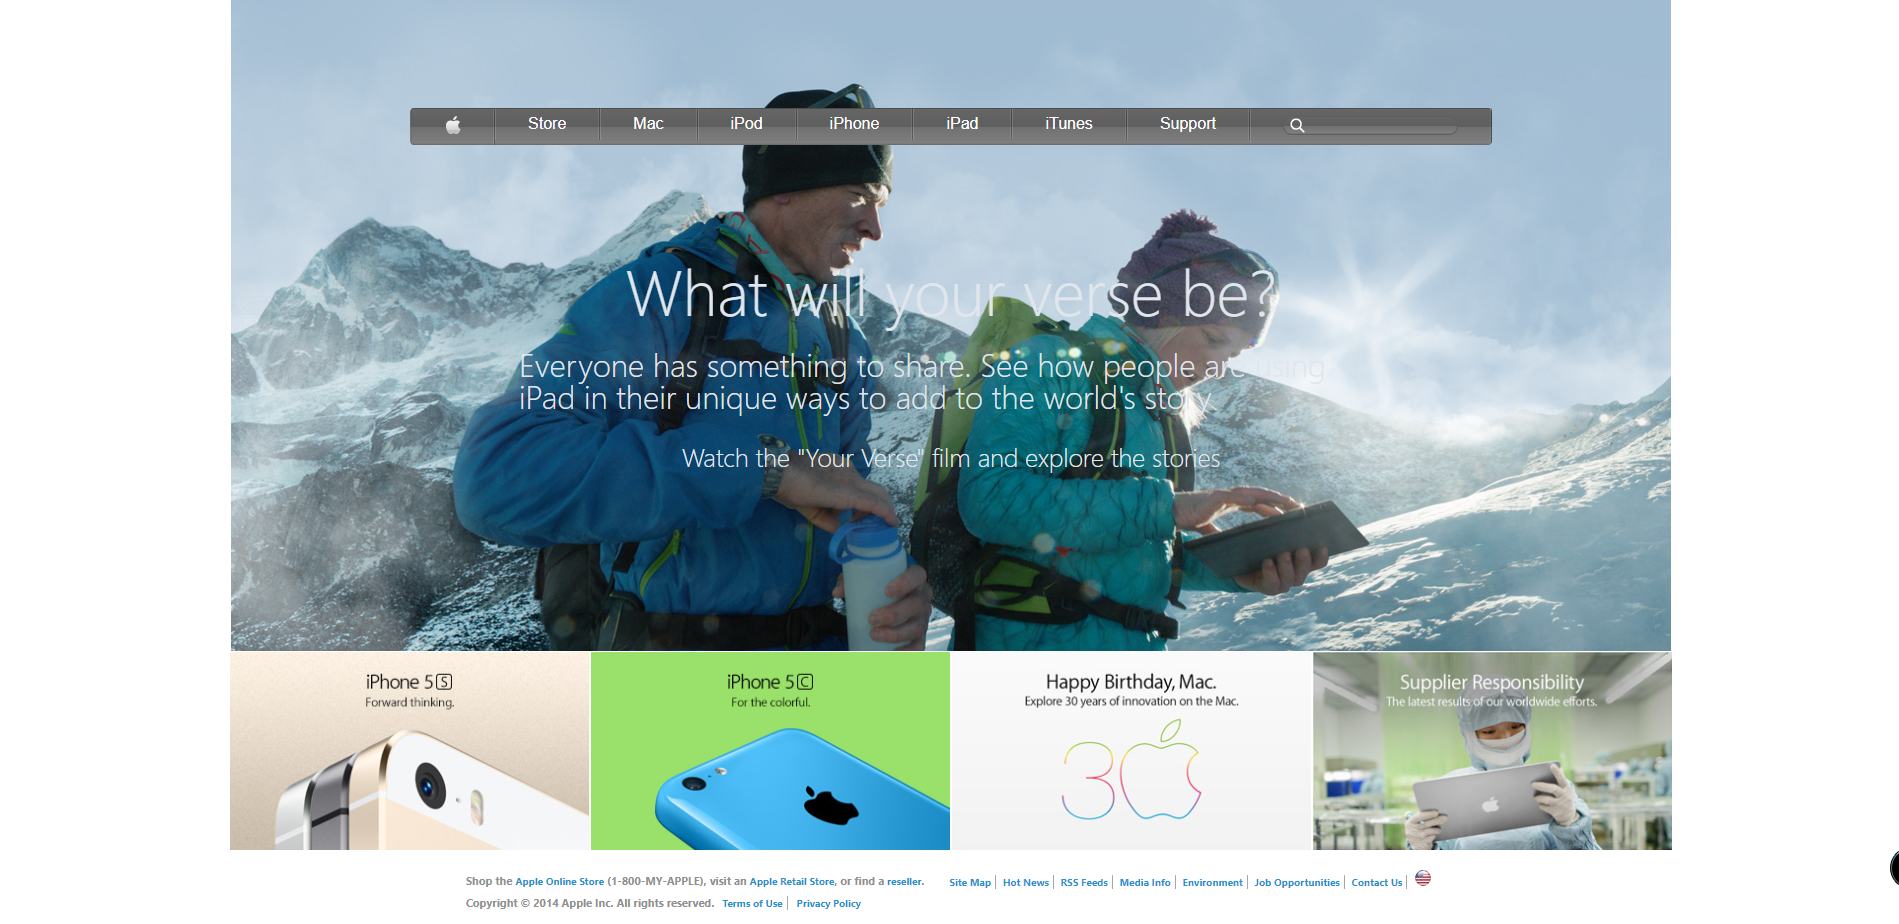 Store Mac iPod iPhone iPad iTunes Support
What will your verse be?
Everyone has something to share. See how people are using
iPad in their unique ways to add to the world's story
Watch the "Your Verse" film and explore the stories
iPhone 5S
Forward thinking.
iPhone 5C
For the colorful.
Happy Birthday, Mac.
Explore 30 years of innovation on the Mac.
30
Supplier Responsibility
The latest results of our worldwide efforts.
Shop the Apple Online Store (1-800-MY-APPLE), visit an Apple Retail Store, or find a reseller.
Site Map | Hot News | RSS Feeds | Media Info | Environment | Job Opportunities | Contact Us |
Copyright © 2014 Apple Inc. All rights reserved. Terms of Use | Privacy Policy